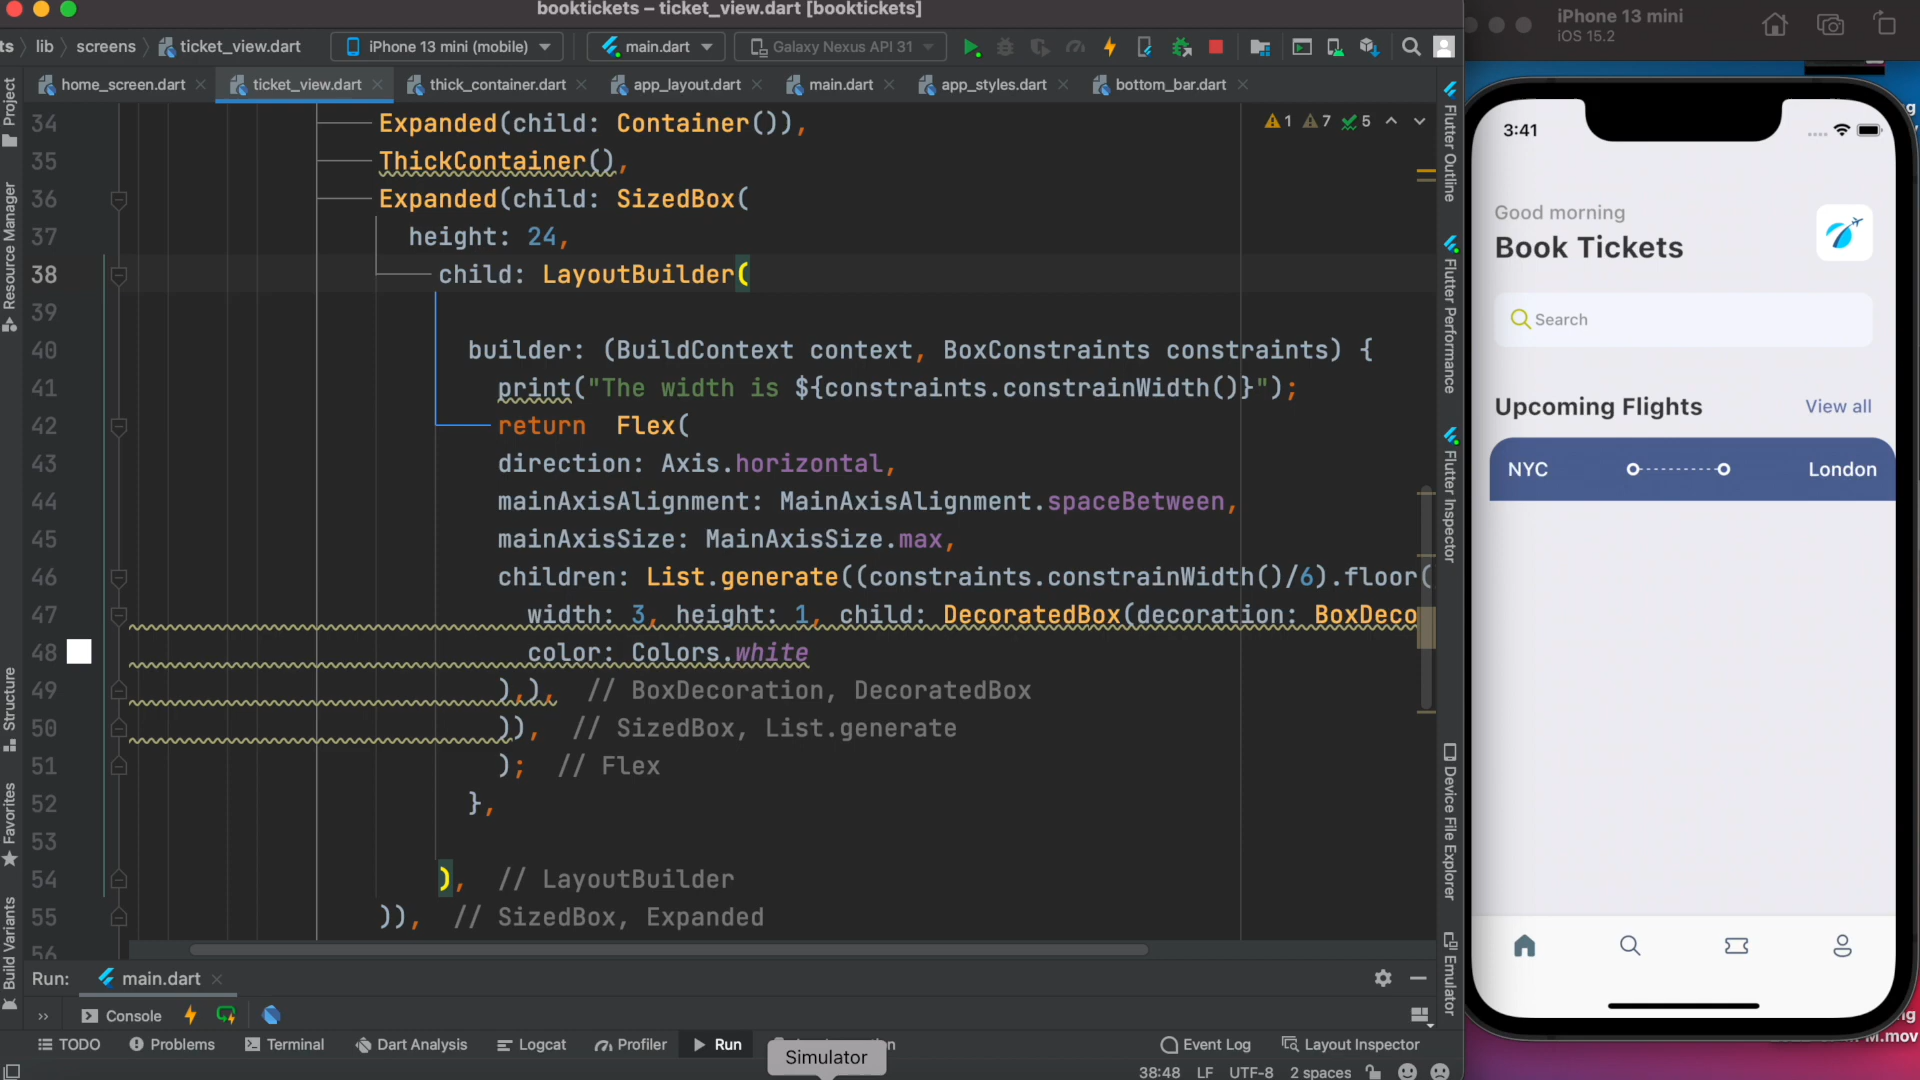 booktickets – ticket_view.dart [booktickets]
iPhone 13 mini
iOS 15.2
ts lib screens ticket_view.dart iPhone 13 mini (mobile) main.dart Galaxy Nexus API 31
home_screen.dart ticket_view.dart thick_container.dart app_layout.dart main.dart app_styles.dart bottom_bar.dart
1 7 5
34 Expanded(child: Container()),
35 ThickContainer(),
36 Expanded(child: SizedBox(
37 height: 24,
38 child: LayoutBuilder(
39
40 builder: (BuildContext context, BoxConstraints constraints) {
41 print("The width is ${constraints.constrainWidth()}");
42 return Flex(
43 direction: Axis.horizontal,
44 mainAxisAlignment: MainAxisAlignment.spaceBetween,
45 mainAxisSize: MainAxisSize.max,
46 children: List.generate((constraints.constrainWidth()/6).floor(
47 width: 3, height: 1, child: DecoratedBox(decoration: BoxDeco
48 color: Colors.white
49 ),), // BoxDecoration, DecoratedBox
50 )), // SizedBox, List.generate
51 ); // Flex
52 },
53
54 ), // LayoutBuilder
55 )), // SizedBox, Expanded
56
Project
Resource Manager
Structure
Favorites
Build Variants
Flutter Outline
Flutter Performance
Flutter Inspector
Device File Explorer
Emulator
Run: main.dart
Console
TODO Problems Terminal Dart Analysis Logcat Profiler Run Event Log Layout Inspector
Simulator
38:48 LF UTF-8 2 spaces
3:41
Good morning
Book Tickets
Search
Upcoming Flights View all
NYC London
ng
ng
M.mov